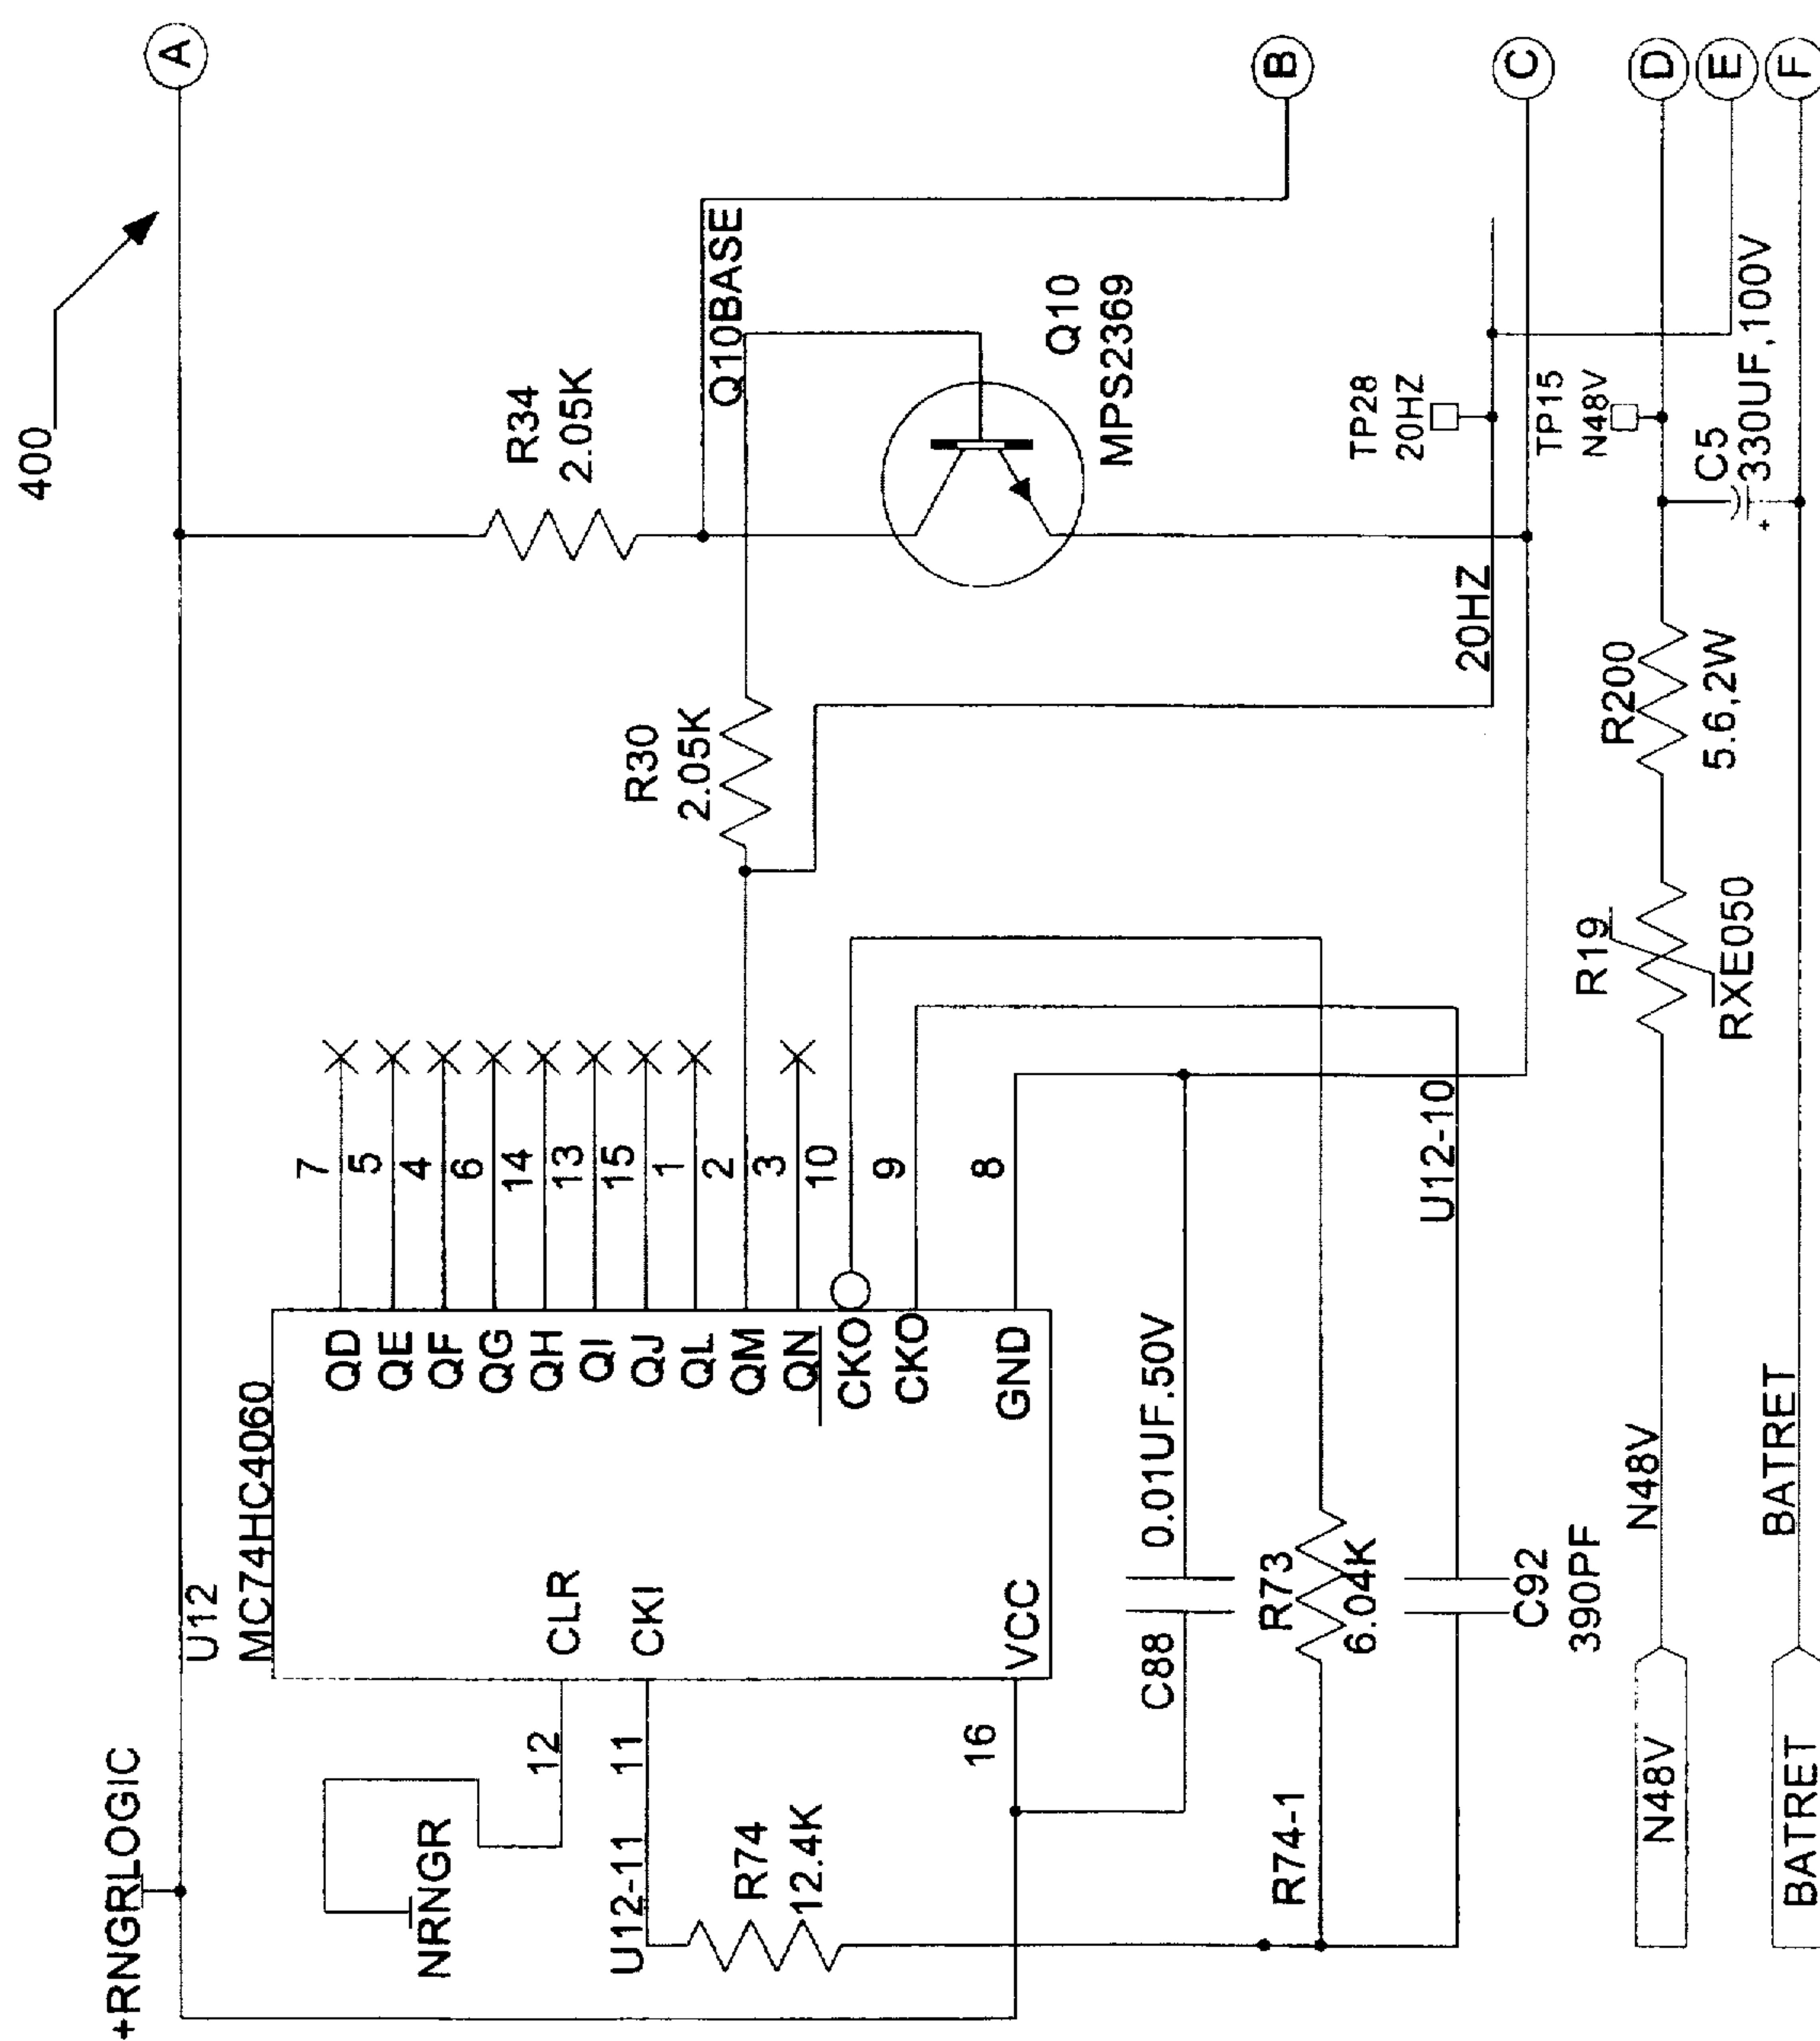 400
A
B
C
D
E
F
+RNGRLOGIC
U12
MC74HC4060
CLR
CKI
VCC
QD
QE
QF
QG
QH
QI
QJ
QL
QM
QN
CKO
CKO
GND
7
5
4
6
14
13
15
1
2
3
10
9
8
12
11
16
NRNGR
U12-11
R74
12.4K
R74-1
C88
0.01UF.50V
R73
6.04K
C92
390PF
U12-10
R30
2.05K
R34
2.05K
Q10BASE
Q10
MPS2369
20HZ
TP28
20HZ
TP15
N48V
C5
330UF,100V
+
R200
5.6,2W
R19
RXE050
N48V
N48V
BATRET
BATRET